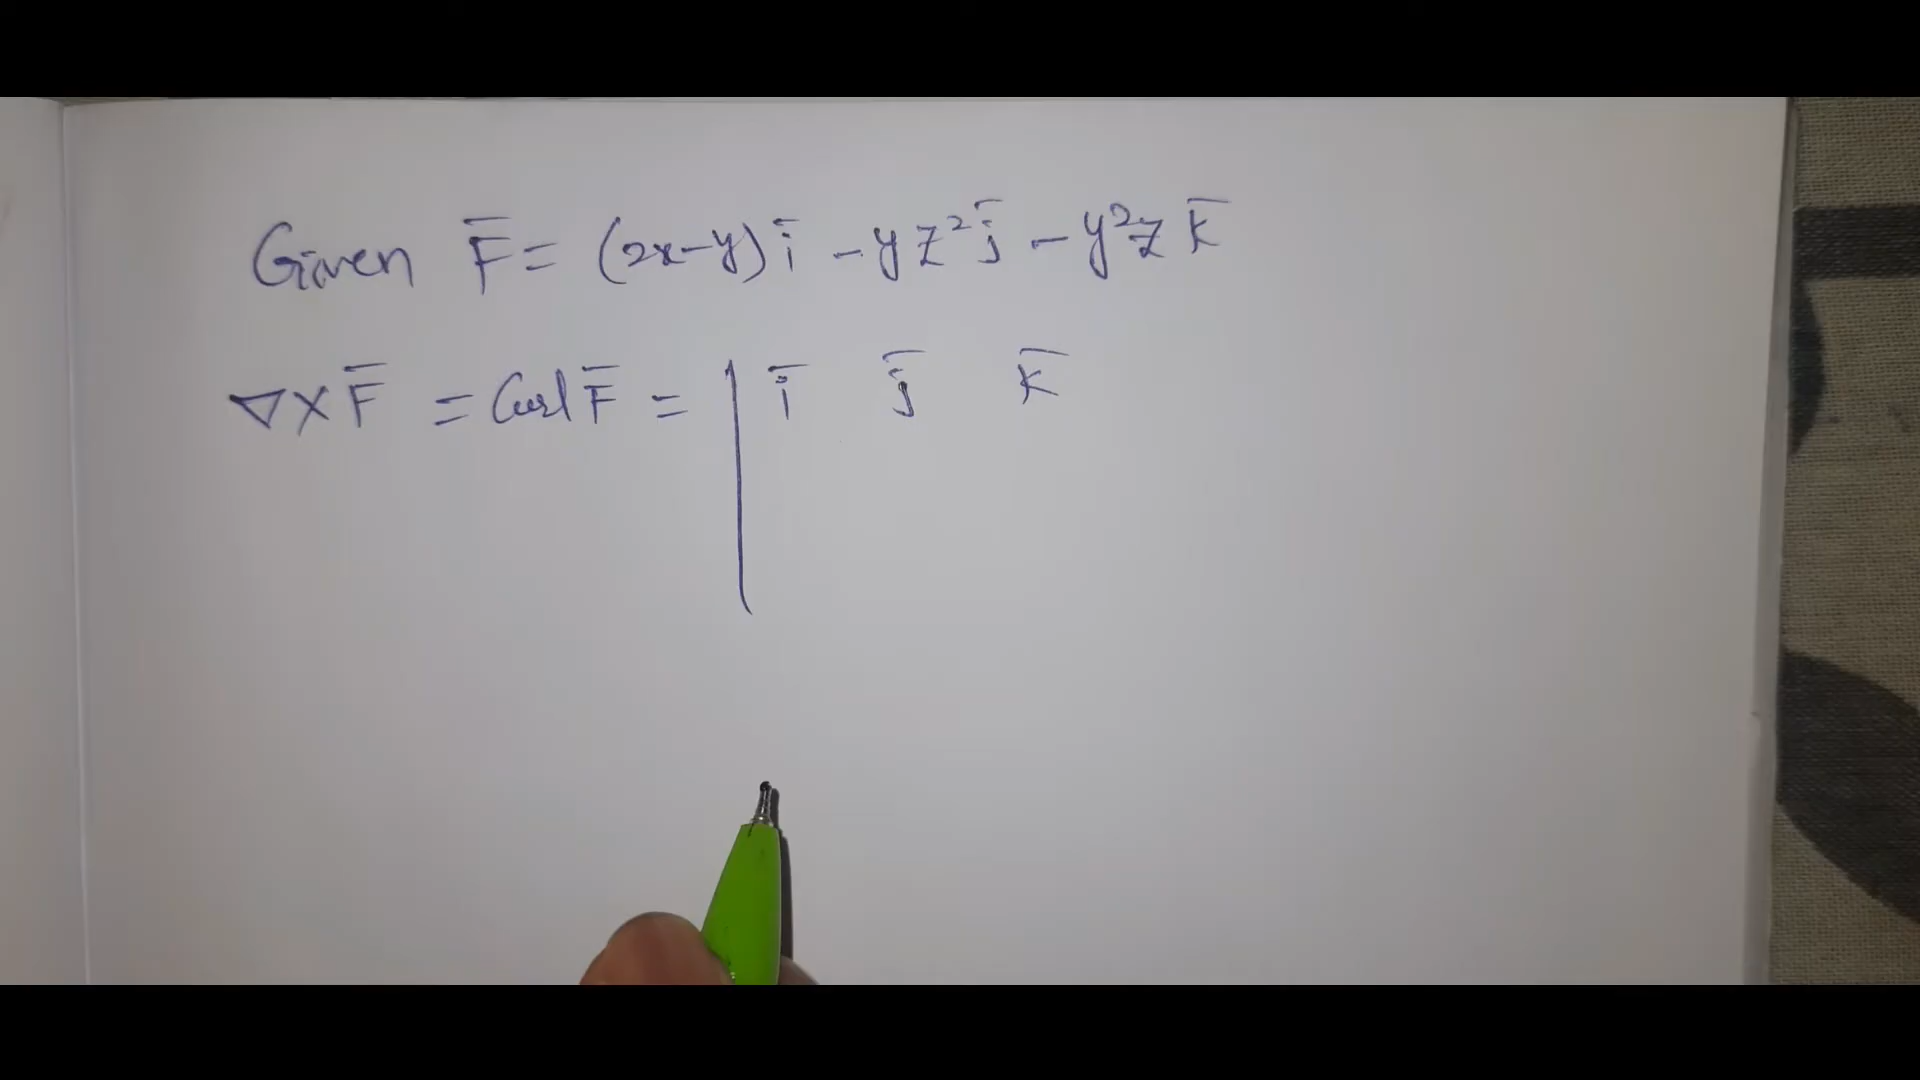 Given F̅ = (2x-y) i̅ - yz² j̅ - y²z k̅
∇×F̅ = Curl F̅ = | i̅ j̅ k̅